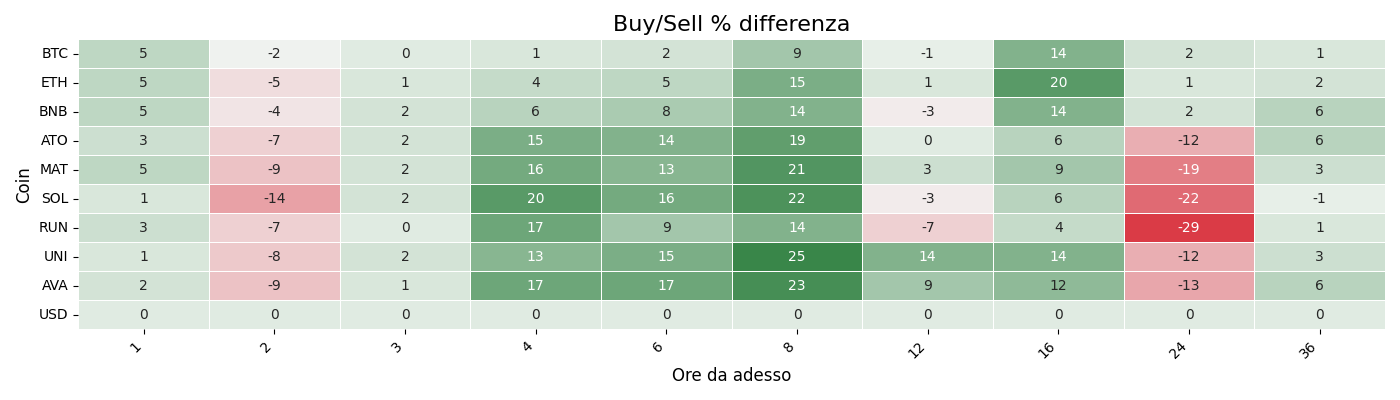 Buy/Sell % differenza
Coin
BTC 5 -2 0 1 2 9 -1 14 2 1
ETH 5 -5 1 4 5 15 1 20 1 2
BNB 5 -4 2 6 8 14 -3 14 2 6
ATO 3 -7 2 15 14 19 0 6 -12 6
MAT 5 -9 2 16 13 21 3 9 -19 3
SOL 1 -14 2 20 16 22 -3 6 -22 -1
RUN 3 -7 0 17 9 14 -7 4 -29 1
UNI 1 -8 2 13 15 25 14 14 -12 3
AVA 2 -9 1 17 17 23 9 12 -13 6
USD 0 0 0 0 0 0 0 0 0 0
1 2 3 4 6 8 12 16 24 36
Ore da adesso